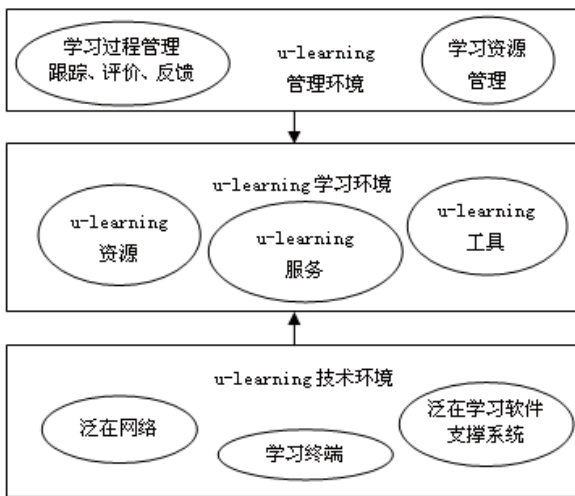 学习过程管理
跟踪、评价、反馈
u-learning
管理环境
学习资源
管理
u-learning学习环境
u-learning
资源
u-learning
服务
u-learning
工具
u-learning技术环境
泛在网络
学习终端
泛在学习软件
支撑系统